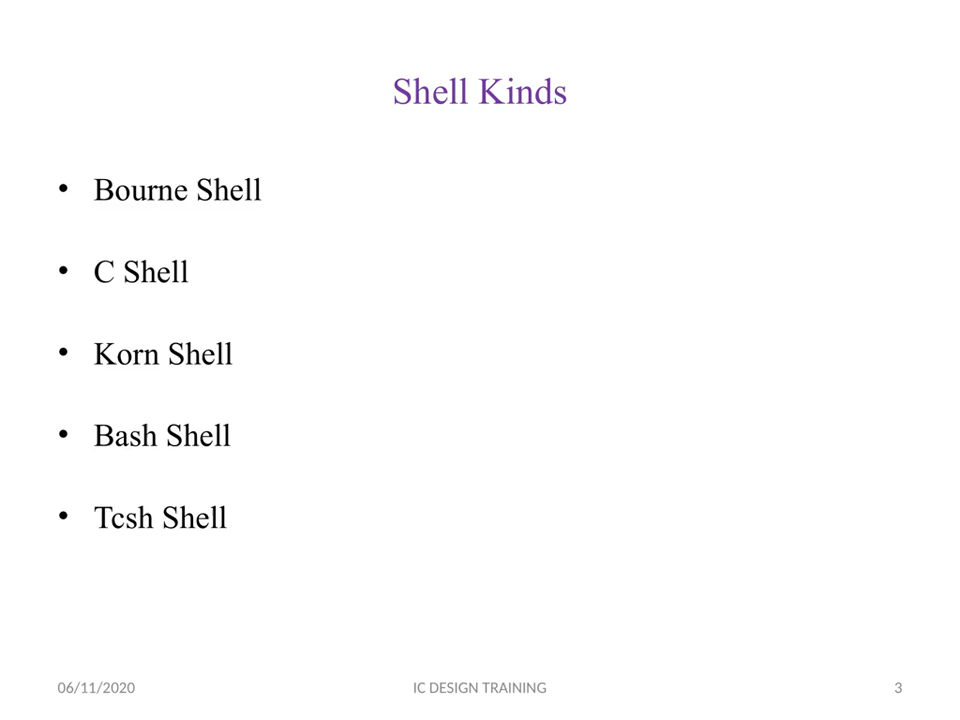 Shell Kinds
• Bourne Shell
• C Shell
• Korn Shell
• Bash Shell
• Tcsh Shell
06/11/2020 IC DESIGN TRAINING 3